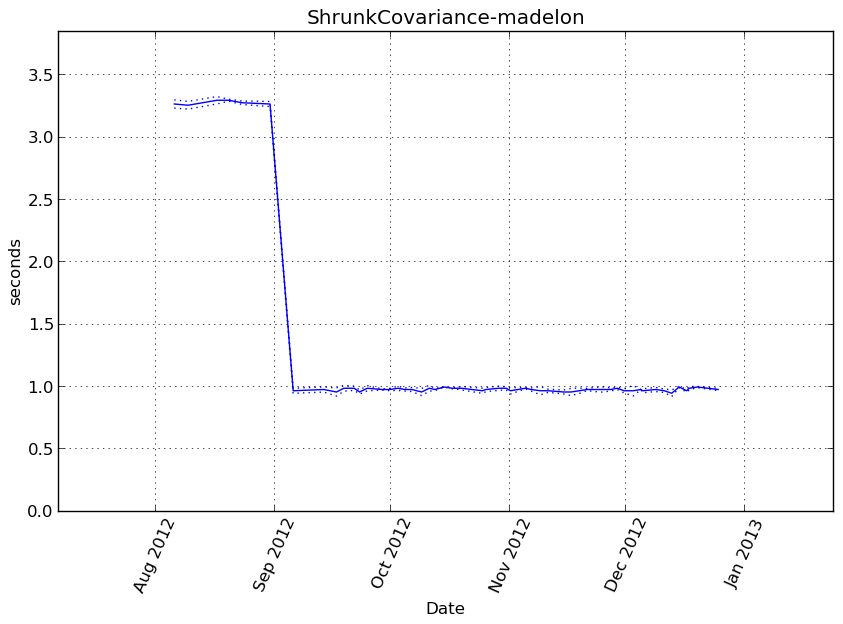 ShrunkCovariance-madelon
3.5
3.0
2.5
2.0
1.5
1.0
0.5
0.0
seconds
Aug 2012
Sep 2012
Oct 2012
Nov 2012
Dec 2012
Jan 2013
Date